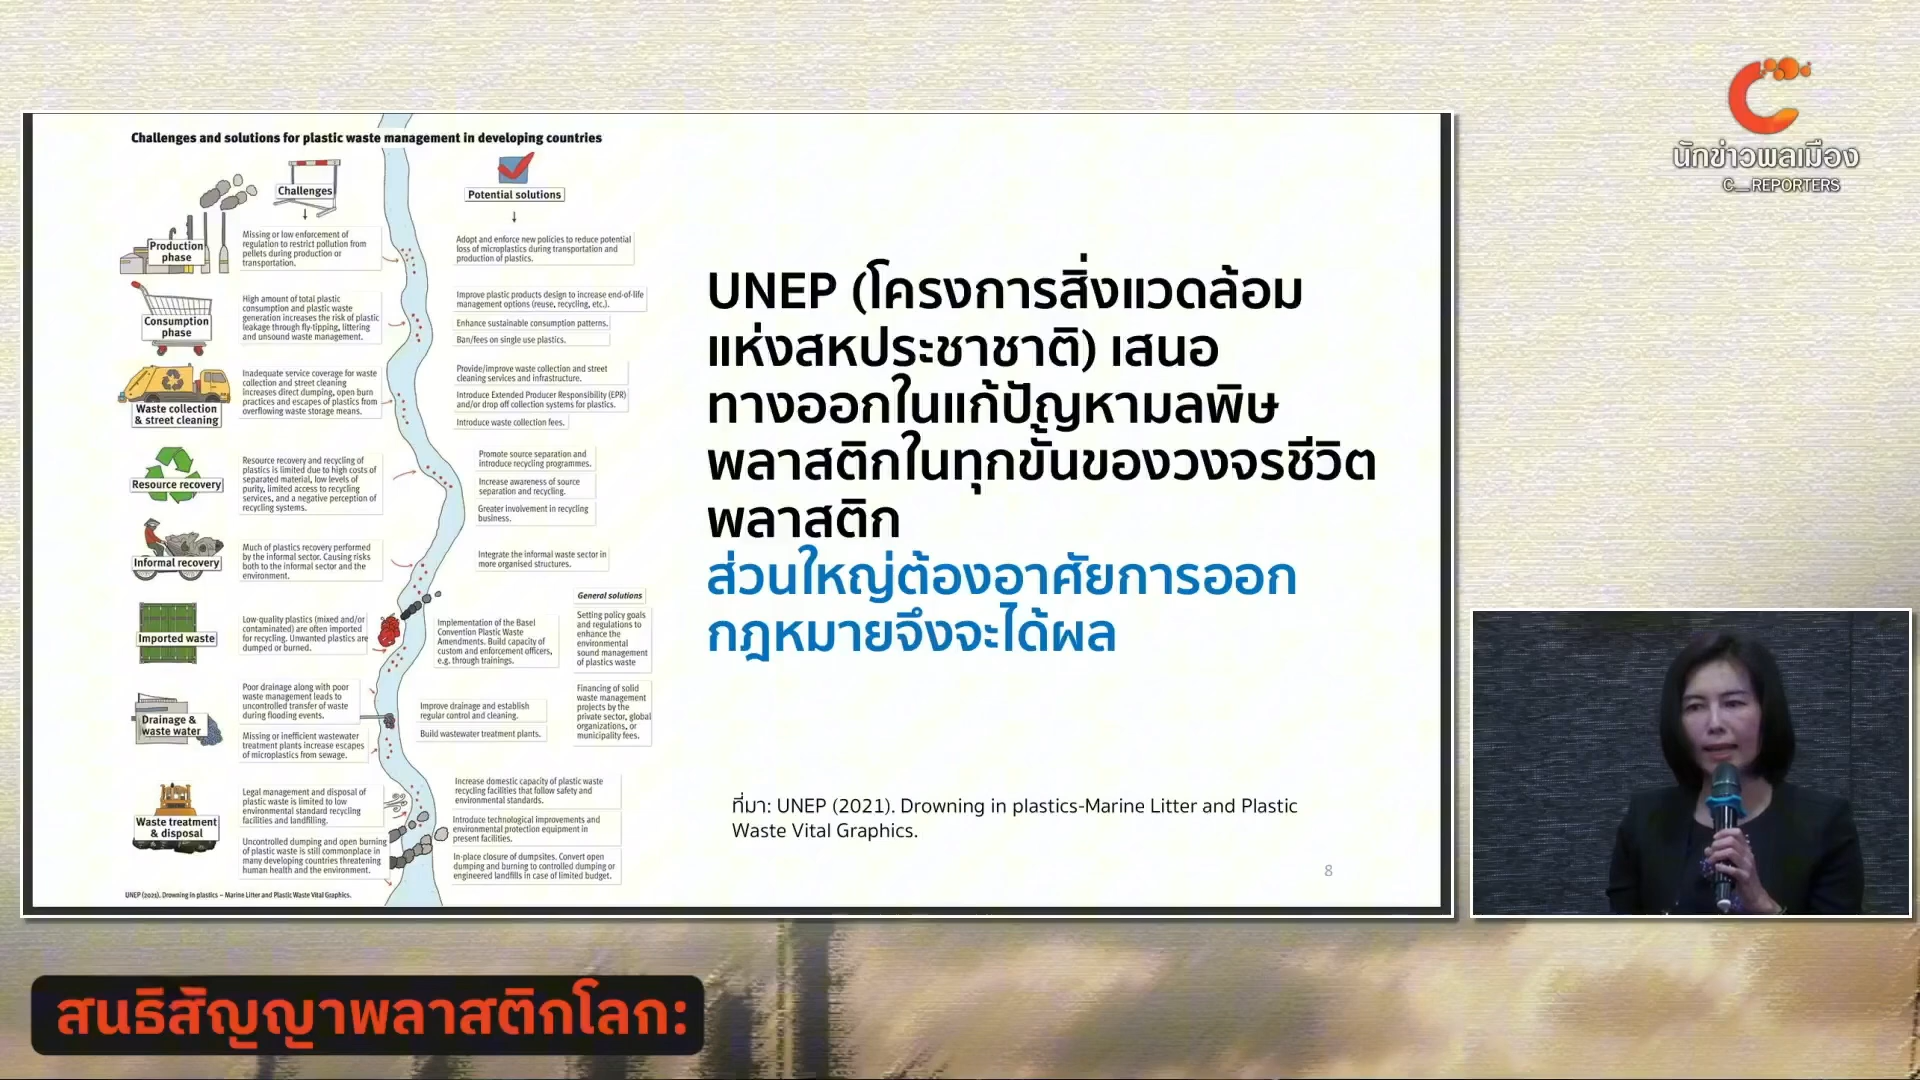 นักข่าวพลเมือง
C__REPORTERS
Challenges and solutions for plastic waste management in developing countries
Challenges
Potential solutions
Production
phase
Missing or low enforcement of
regulation to restrict pollution from
pellets during production or
transportation.
Adopt and enforce new policies to reduce potential
loss of microplastics during transportation and
production of plastics.
Consumption
phase
High amount of total plastic
consumption and plastic waste
generation increases the risk of plastic
leakage through fly-tipping, littering
and unsound waste management.
Improve plastic products design to increase end-of-life
management options (reuse, recycling, etc.).
Enhance sustainable consumption patterns.
Ban/fees on single use plastics.
Waste collection
& street cleaning
Inadequate service coverage for waste
collection and street cleaning
increases direct dumping, open burn
practices and escapes of plastics from
overflowing waste storage means.
Provide/improve waste collection and street
cleaning services and infrastructure.
Introduce Extended Producer Responsibility (EPR)
and/or drop off collection systems for plastics.
Introduce waste collection fees.
Resource recovery
Resource recovery and recycling of
plastics is limited due to high costs of
separated material, low levels of
purity, limited access to recycling
services, and a negative perception of
recycling systems.
Promote source separation and
introduce recycling programmes.
Increase awareness of source
separation and recycling.
Greater involvement in recycling
business.
Informal recovery
Much of plastics recovery performed
by the informal sector. Causing risks
both to the informal sector and the
environment.
Integrate the informal waste sector in
more organised structures.
Imported waste
Low-quality plastics (mixed and/or
contaminated) are often imported
for recycling. Unwanted plastics are
dumped or burned.
Implementation of the Basel
Convention Plastic Waste
Amendments. Build capacity of
custom and enforcement officers,
e.g. through trainings.
General solutions
Setting policy goals
and regulations to
enhance the
environmental
sound management
of plastics waste
Financing of solid
waste management
projects by the
private sector, global
organizations, or
municipality fees.
Drainage &
waste water
Poor drainage along with poor
waste management leads to
uncontrolled transfer of waste
during flooding events.
Missing or inefficient wastewater
treatment plants increase escapes
of microplastics from sewage.
Improve drainage and establish
regular control and cleaning.
Build wastewater treatment plants.
Waste treatment
& disposal
Legal management and disposal of
plastic waste is limited to low
environmental standard recycling
facilities and landfilling.
Uncontrolled dumping and open burning
of plastic waste is still commonplace in
many developing countries threatening
human health and the environment.
Increase domestic capacity of plastic waste
recycling facilities that follow safety and
environmental standards.
Introduce technological improvements and
environmental protection equipment in
present facilities.
In-place closure of dumpsites. Convert open
dumping and burning to controlled dumping or
engineered landfills in case of limited budget.
UNEP (2021). Drowning in plastics – Marine Litter and Plastic Waste Vital Graphics.
UNEP (โครงการสิ่งแวดล้อม
แห่งสหประชาชาติ) เสนอ
ทางออกในแก้ปัญหามลพิษ
พลาสติกในทุกขั้นของวงจรชีวิต
พลาสติก
ส่วนใหญ่ต้องอาศัยการออก
กฎหมายจึงจะได้ผล
ที่มา: UNEP (2021). Drowning in plastics-Marine Litter and Plastic
Waste Vital Graphics.
8
สนธิสัญญาพลาสติกโลก: